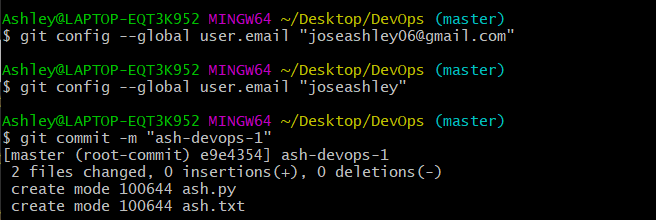 Ashley@LAPTOP-EQT3K952 MINGW64 ~/Desktop/DevOps (master)
$ git config --global user.email "joseashley06@gmail.com"
Ashley@LAPTOP-EQT3K952 MINGW64 ~/Desktop/DevOps (master)
$ git config --global user.email "joseashley"
Ashley@LAPTOP-EQT3K952 MINGW64 ~/Desktop/DevOps (master)
$ git commit -m "ash-devops-1"
[master (root-commit) e9e4354] ash-devops-1
 2 files changed, 0 insertions(+), 0 deletions(-)
 create mode 100644 ash.py
 create mode 100644 ash.txt